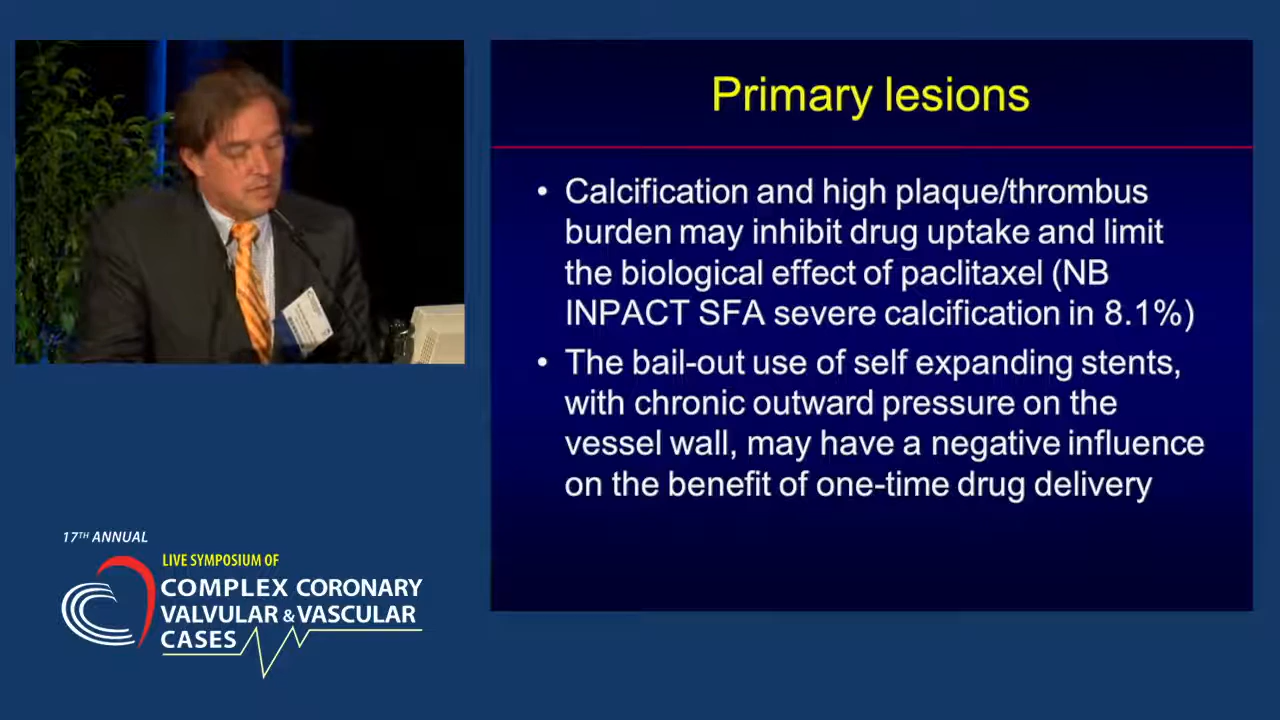 Primary lesions
• Calcification and high plaque/thrombus
burden may inhibit drug uptake and limit
the biological effect of paclitaxel (NB
INPACT SFA severe calcification in 8.1%)
• The bail-out use of self expanding stents,
with chronic outward pressure on the
vessel wall, may have a negative influence
on the benefit of one-time drug delivery
17TH ANNUAL
LIVE SYMPOSIUM OF
COMPLEX CORONARY
VALVULAR & VASCULAR
CASES